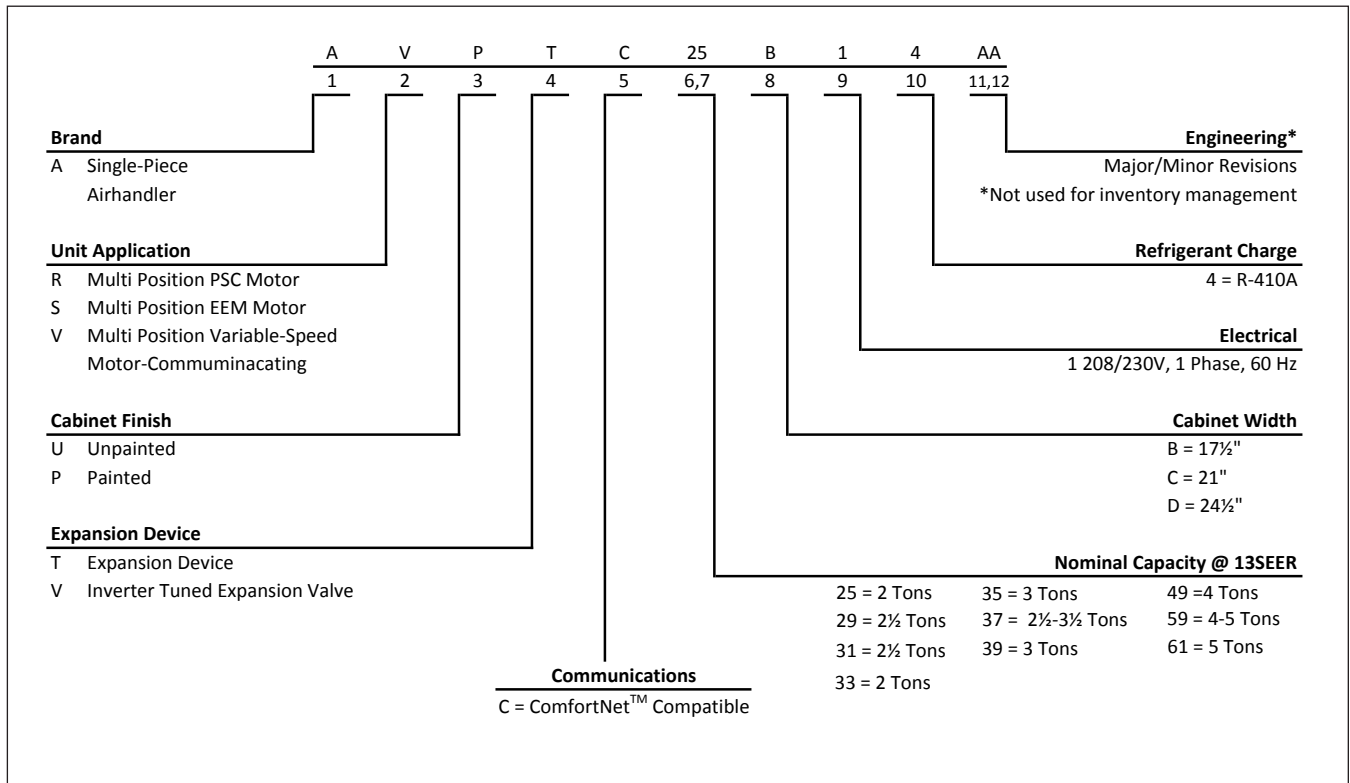 A V P T C 25 B 1 4 AA
1 2 3 4 5 6,7 8 9 10 11,12
Brand
A Single-Piece
Airhandler
Unit Application
R Multi Position PSC Motor
S Multi Position EEM Motor
V Multi Position Variable-Speed
Motor-Commuminacating
Cabinet Finish
U Unpainted
P Painted
Expansion Device
T Expansion Device
V Inverter Tuned Expansion Valve
Communications
C = ComfortNet™ Compatible
Engineering*
Major/Minor Revisions
*Not used for inventory management
Refrigerant Charge
4 = R-410A
Electrical
1 208/230V, 1 Phase, 60 Hz
Cabinet Width
B = 17½"
C = 21"
D = 24½"
Nominal Capacity @ 13SEER
25 = 2 Tons 35 = 3 Tons 49 =4 Tons
29 = 2½ Tons 37 = 2½-3½ Tons 59 = 4-5 Tons
31 = 2½ Tons 39 = 3 Tons 61 = 5 Tons
33 = 2 Tons